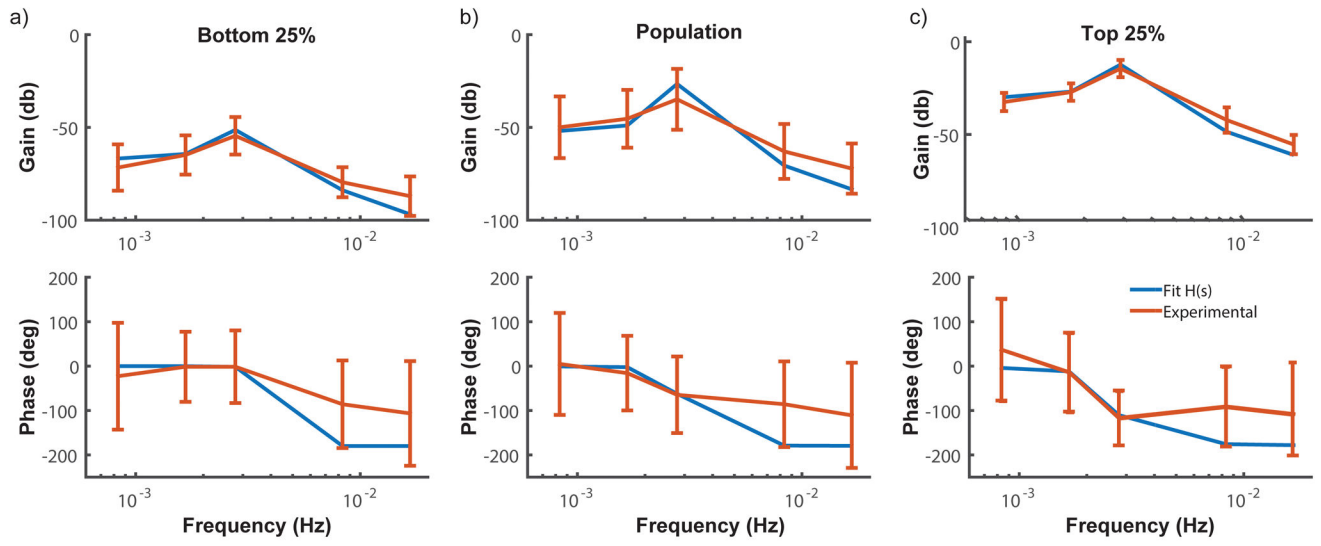 a)
Bottom 25%
0
-50
-100
Gain (db)
10-3
10-2
200
100
0
-100
-200
Phase (deg)
10-3
10-2
Frequency (Hz)
b)
Population
0
-50
-100
Gain (db)
10-3
10-2
200
100
0
-100
-200
Phase (deg)
10-3
10-2
Frequency (Hz)
c)
Top 25%
0
-50
-100
Gain (db)
10-3
10-2
200
100
0
-100
-200
Phase (deg)
Fit H(s)
Experimental
10-3
10-2
Frequency (Hz)